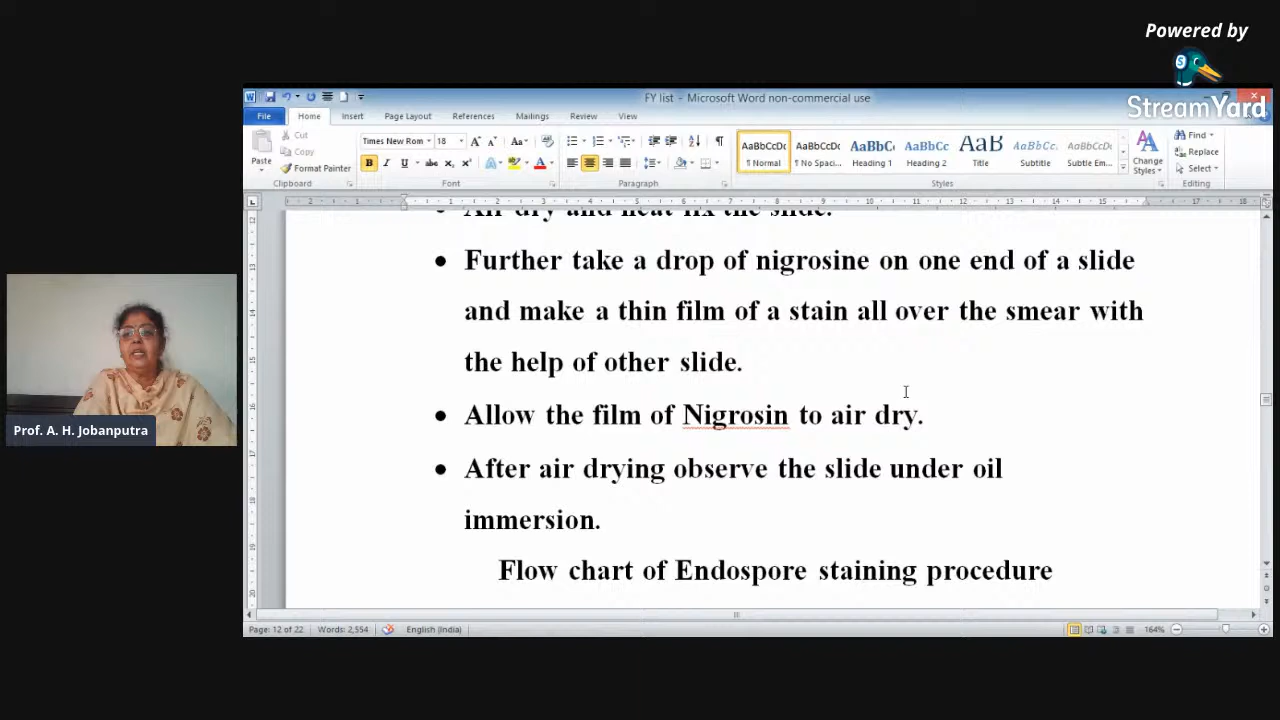 Powered by
S
StreamYard
FY list - Microsoft Word non-commercial use
File Home Insert Page Layout References Mailings Review View
Paste
Cut
Copy
Format Painter
Clipboard
Times New Rom 18
Font
Paragraph
AaBbCcDc
¶ Normal
AaBbCcDc
¶ No Spaci...
AaBbC
Heading 1
AaBbCc
Heading 2
AaB
Title
AaBbCcL
Subtitle
AaBbCcDc
Subtle Em...
Change
Styles
Styles
Find
Replace
Select
Editing
Air dry and heat fix the slide.
• Further take a drop of nigrosine on one end of a slide
and make a thin film of a stain all over the smear with
the help of other slide.
• Allow the film of Nigrosin to air dry.
• After air drying observe the slide under oil
immersion.
Flow chart of Endospore staining procedure
Prof. A. H. Jobanputra
Page: 12 of 22 Words: 2,554 English (India) 164%